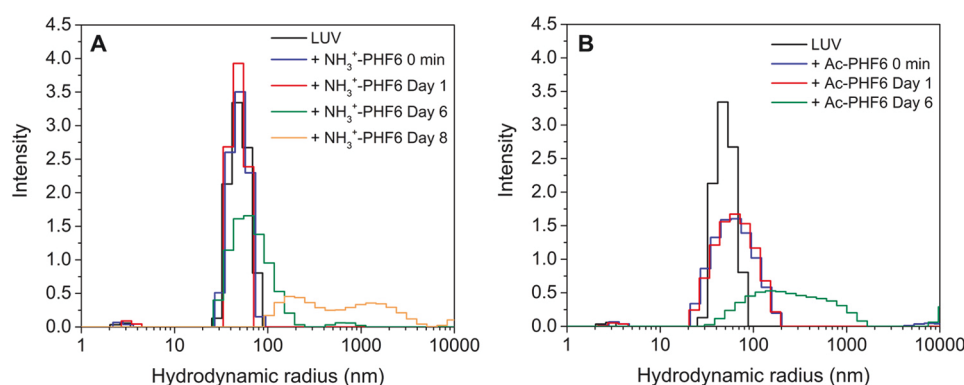 A
LUV
+ NH₃⁺-PHF6 0 min
+ NH₃⁺-PHF6 Day 1
+ NH₃⁺-PHF6 Day 6
+ NH₃⁺-PHF6 Day 8
4.5
4.0
3.5
3.0
2.5
2.0
1.5
1.0
0.5
0.0
Intensity
1 10 100 1000 10000
Hydrodynamic radius (nm)
B
LUV
+ Ac-PHF6 0 min
+ Ac-PHF6 Day 1
+ Ac-PHF6 Day 6
4.5
4.0
3.5
3.0
2.5
2.0
1.5
1.0
0.5
0.0
Intensity
1 10 100 1000 10000
Hydrodynamic radius (nm)